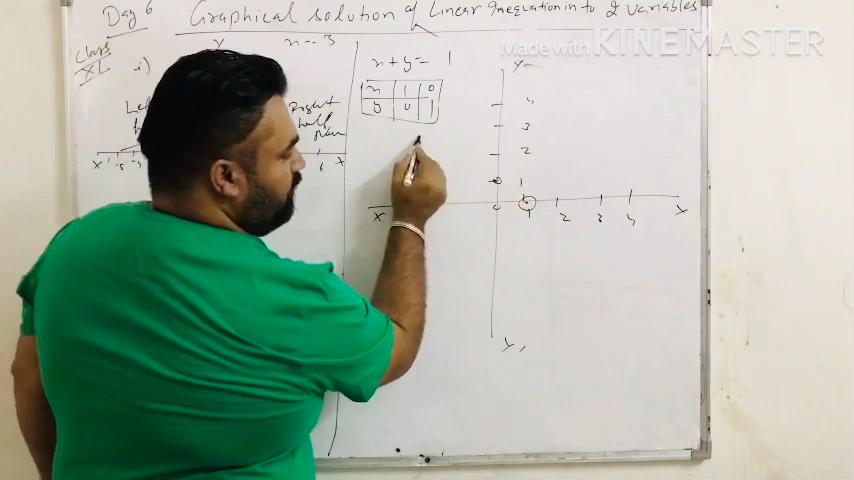 Day 6 Graphical solution of Linear Inequation in to 2 variables
Made with KINEMASTER
Class XI
i)
x = 3
Right half plane
x + y = 1
x 1 0
y 0 1
4
3
2
1
X 0 1 2 3 4
Y'